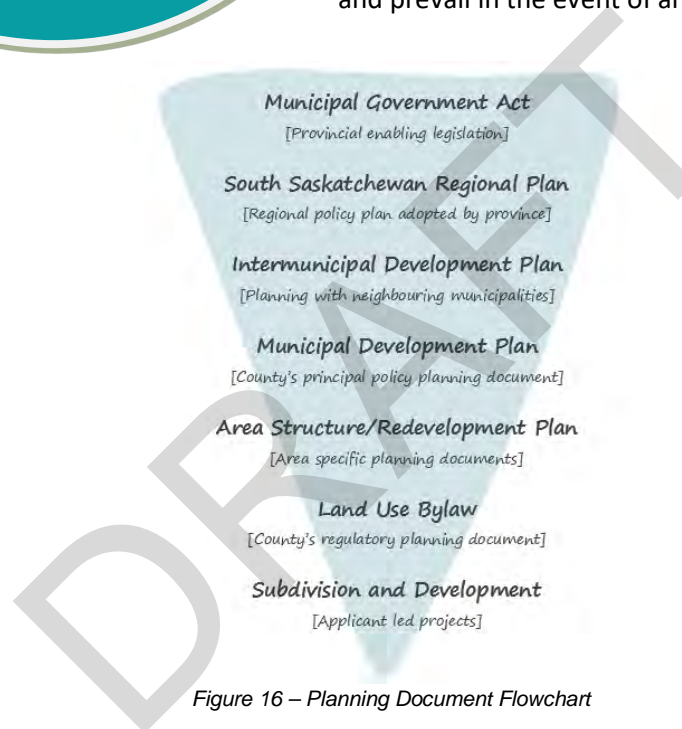 and prevail in the event of
Municipal Government Act
[Provincial enabling legislation]
South Saskatchewan Regional Plan
[Regional policy plan adopted by province]
Intermunicipal Development Plan
[Planning with neighbouring municipalities]
Municipal Development Plan
[County's principal policy planning document]
Area Structure/Redevelopment Plan
[Area specific planning documents]
Land Use Bylaw
[County's regulatory planning document]
Subdivision and Development
[Applicant led projects]
Figure 16 – Planning Document Flowchart
DRAFT